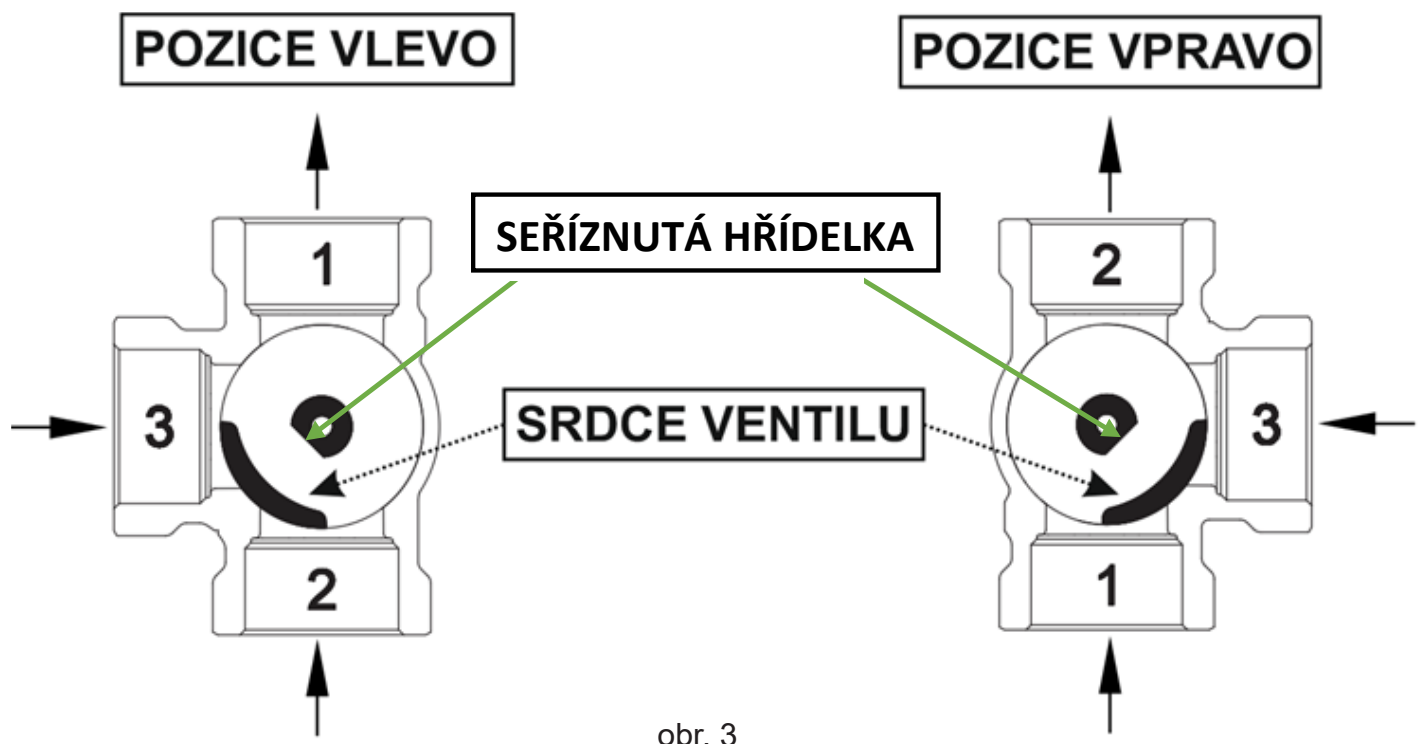 POZICE VLEVO
POZICE VPRAVO
SEŘÍZNUTÁ HŘÍDELKA
1
2
3
SRDCE VENTILU
3
2
1
obr. 3